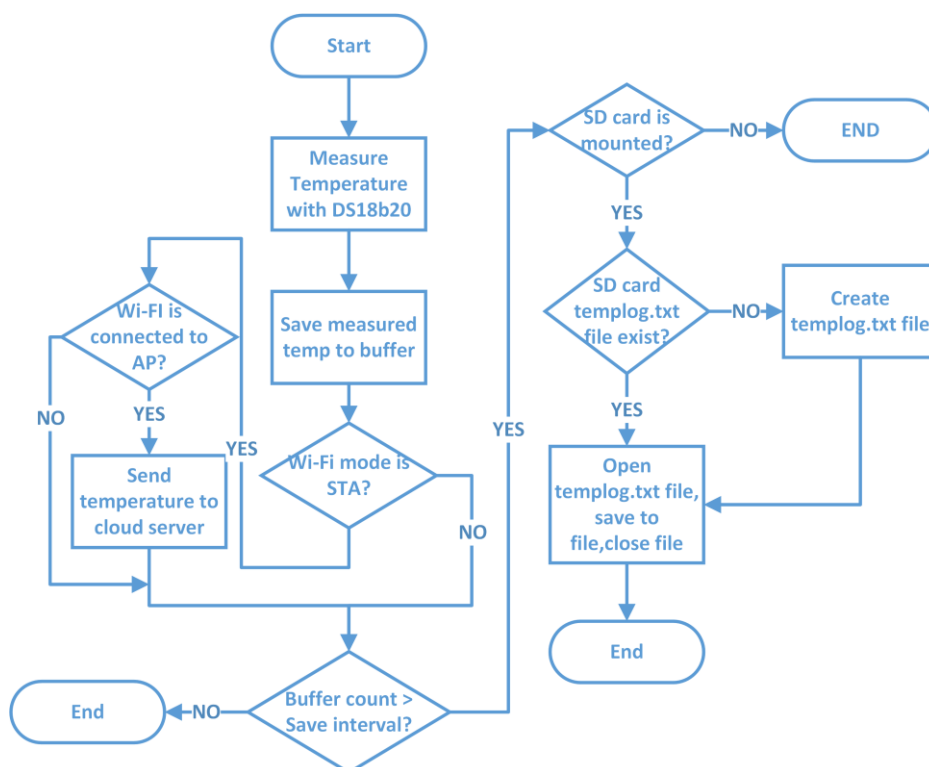 Start
Measure
Temperature
with DS18b20
Save measured
temp to buffer
Wi-Fi mode is
STA?
YES
NO
Wi-FI is
connected to
AP?
NO
YES
Send
temperature to
cloud server
Buffer count >
Save interval?
NO
End
YES
SD card is
mounted?
NO
END
YES
SD card
templog.txt
file exist?
NO
Create
templog.txt file
YES
Open
templog.txt file,
save to
file,close file
End